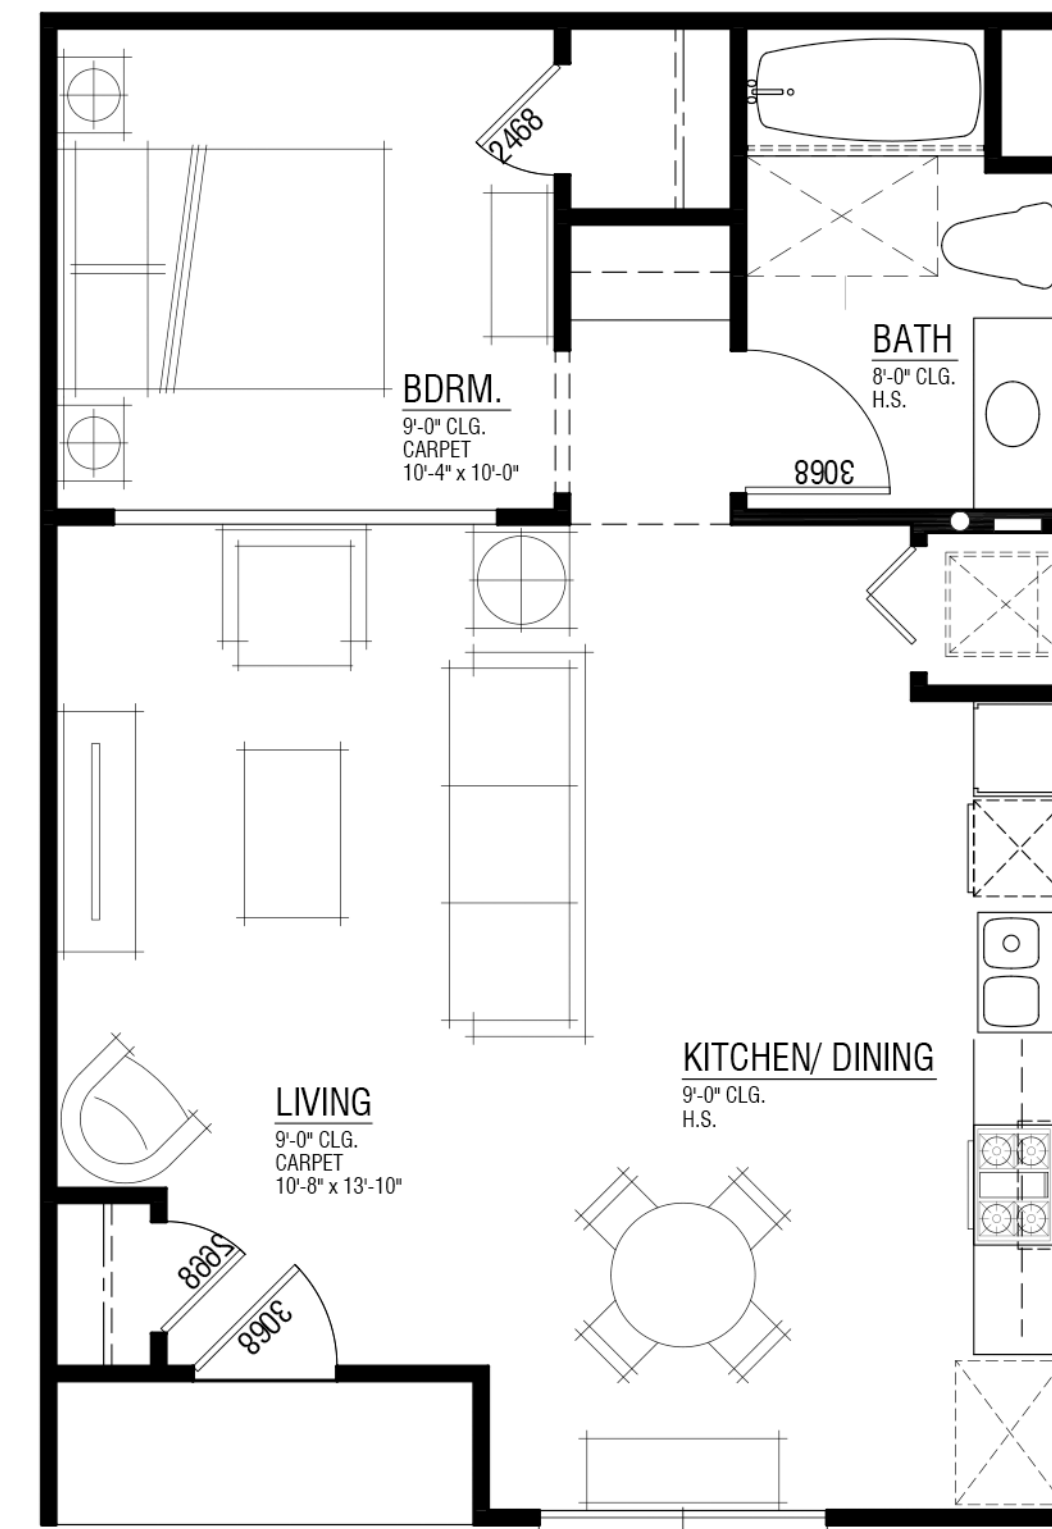 2468
BATH
8'-0" CLG.
H.S.
BDRM.
9'-0" CLG.
CARPET
10'-4" x 10'-0"
3068
KITCHEN/ DINING
9'-0" CLG.
H.S.
LIVING
9'-0" CLG.
CARPET
10'-8" x 13'-10"
2668
3068